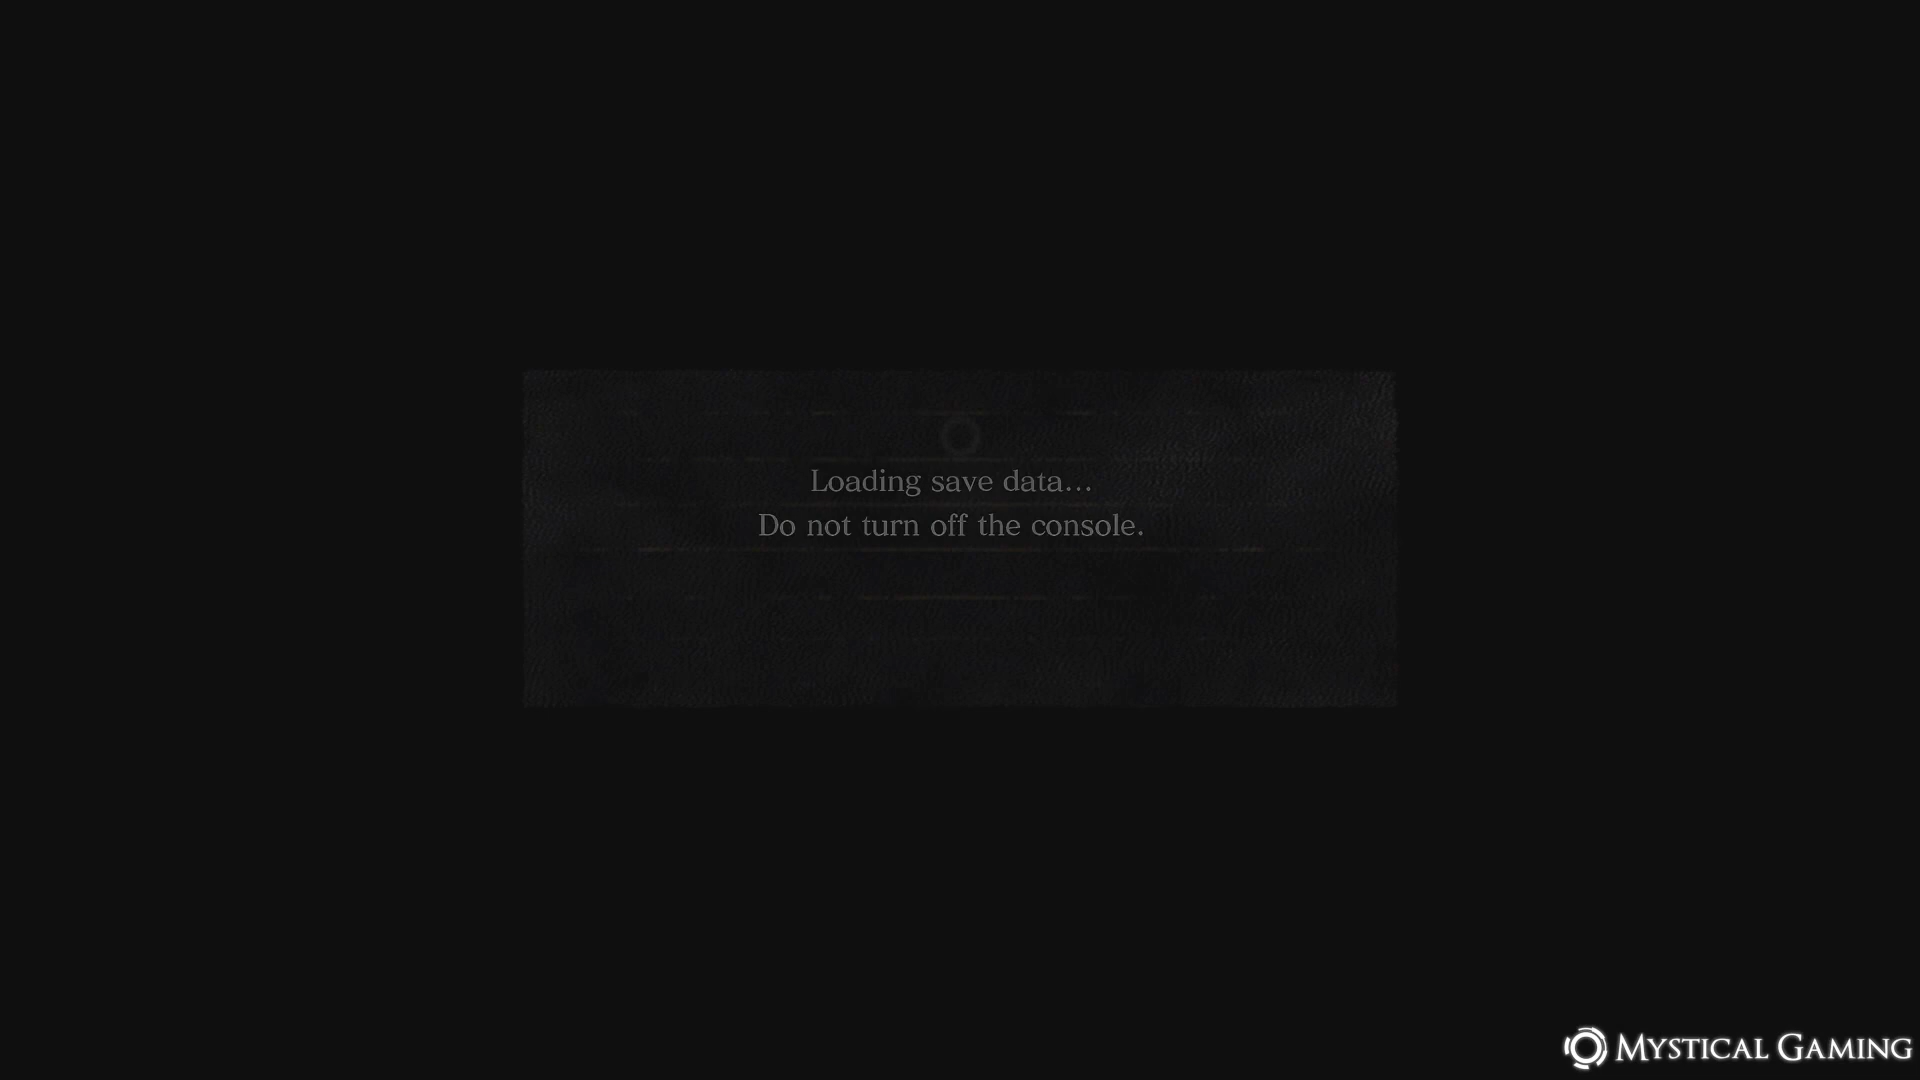 Loading save data...
Do not turn off the console.
MYSTICAL GAMING